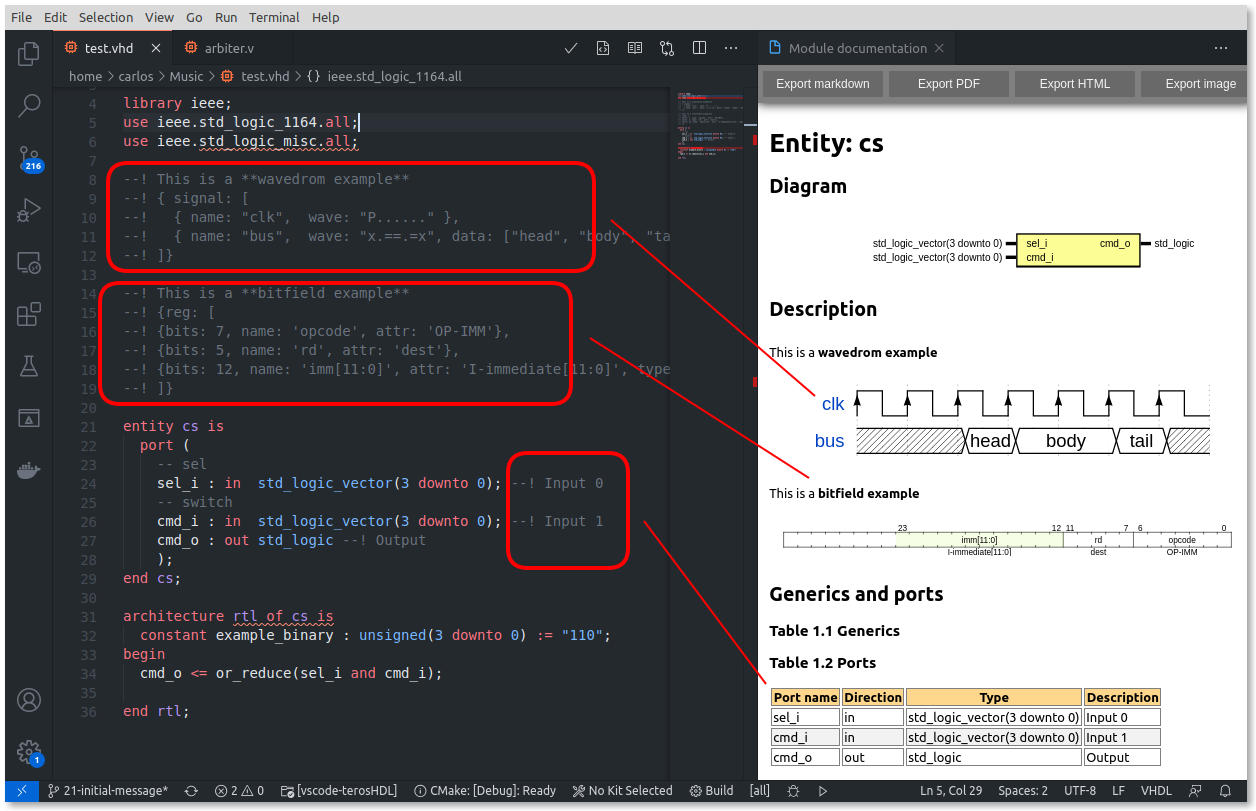 File Edit Selection View Go Run Terminal Help
test.vhd
arbiter.v
Module documentation
home > carlos > Music > test.vhd > {} ieee.std_logic_1164.all
Export markdown
Export PDF
Export HTML
Export image
4 library ieee;
5 use ieee.std_logic_1164.all;
6 use ieee.std_logic_misc.all;
7
8 --! This is a **wavedrom example**
9 --! { signal: [
10 --!   { name: "clk",  wave: "P......" },
11 --!   { name: "bus",  wave: "x.==.=x", data: ["head", "body", "ta
12 --! ]}
13
14 --! This is a **bitfield example**
15 --! {reg: [
16 --! {bits: 7, name: 'opcode', attr: 'OP-IMM'},
17 --! {bits: 5, name: 'rd', attr: 'dest'},
18 --! {bits: 12, name: 'imm[11:0]', attr: 'I-immediate[11:0]', type
19 --! ]}
20
21 entity cs is
22   port (
23     -- sel
24     sel_i : in  std_logic_vector(3 downto 0); --! Input 0
25     -- switch
26     cmd_i : in  std_logic_vector(3 downto 0); --! Input 1
27     cmd_o : out std_logic --! Output
28     );
29 end cs;
30
31 architecture rtl of cs is
32   constant example_binary : unsigned(3 downto 0) := "110";
33 begin
34   cmd_o <= or_reduce(sel_i and cmd_i);
35
36 end rtl;
Entity: cs
Diagram
std_logic_vector(3 downto 0) sel_i cmd_o std_logic
std_logic_vector(3 downto 0) cmd_i
Description
This is a wavedrom example
clk
bus head body tail
This is a bitfield example
23 12 11 7 6 0
imm[11:0] rd opcode
I-immediate[11:0] dest OP-IMM
Generics and ports
Table 1.1 Generics
Table 1.2 Ports
Port name Direction Type Description
sel_i in std_logic_vector(3 downto 0) Input 0
cmd_i in std_logic_vector(3 downto 0) Input 1
cmd_o out std_logic Output
216
1
21-initial-message* 2 0 [vscode-terosHDL] CMake: [Debug]: Ready No Kit Selected Build [all] Ln 5, Col 29 Spaces: 2 UTF-8 LF VHDL